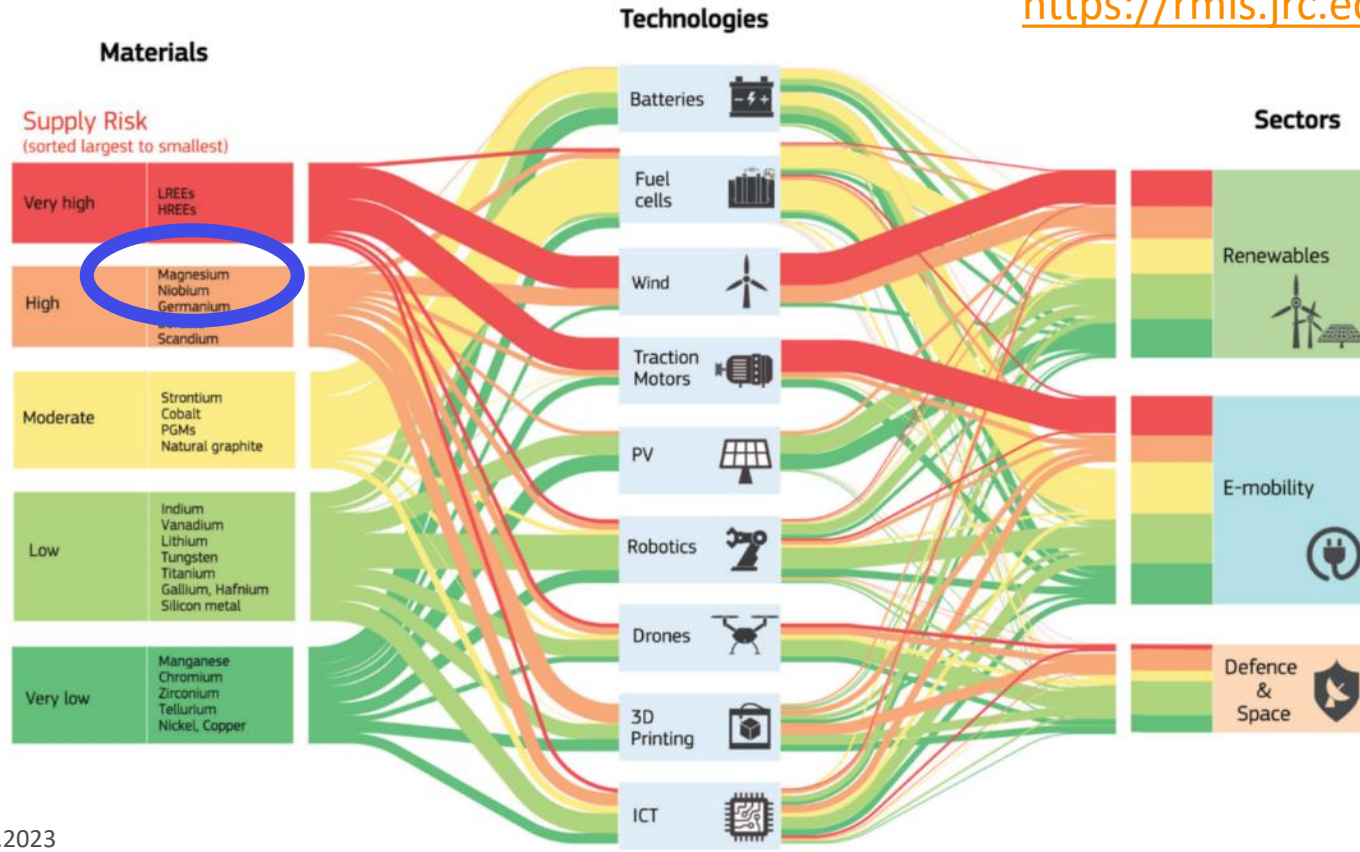 https://rmis.jrc.ec
Technologies
Materials
Sectors
Supply Risk
(sorted largest to smallest)
Very high
LREEs
HREEs
High
Magnesium
Niobium
Germanium
Scandium
Moderate
Strontium
Cobalt
PGMs
Natural graphite
Low
Indium
Vanadium
Lithium
Tungsten
Titanium
Gallium, Hafnium
Silicon metal
Very low
Manganese
Chromium
Zirconium
Tellurium
Nickel, Copper
Batteries
Fuel
cells
Wind
Traction
Motors
PV
Robotics
Drones
3D
Printing
ICT
Renewables
E-mobility
Defence
&
Space
.2023